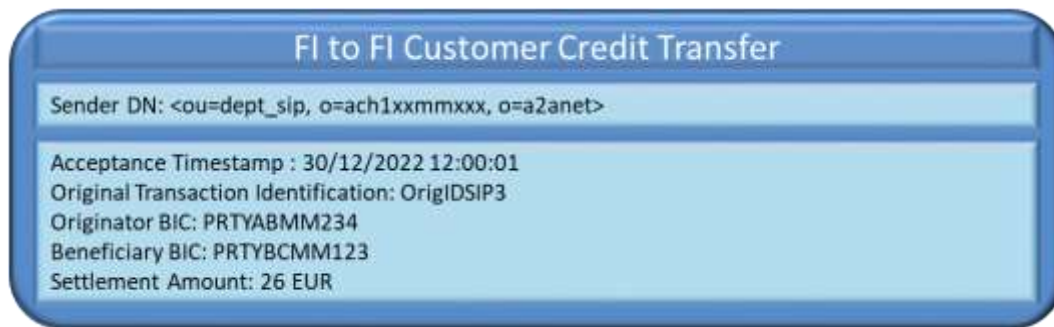 FI to FI Customer Credit Transfer
Sender DN: <ou=dept_sip, o=ach1xxmmxxx, o=a2anet>
Acceptance Timestamp : 30/12/2022 12:00:01
Original Transaction Identification: OrigIDSIP3
Originator BIC: PRTYABMM234
Beneficiary BIC: PRTYBCMM123
Settlement Amount: 26 EUR